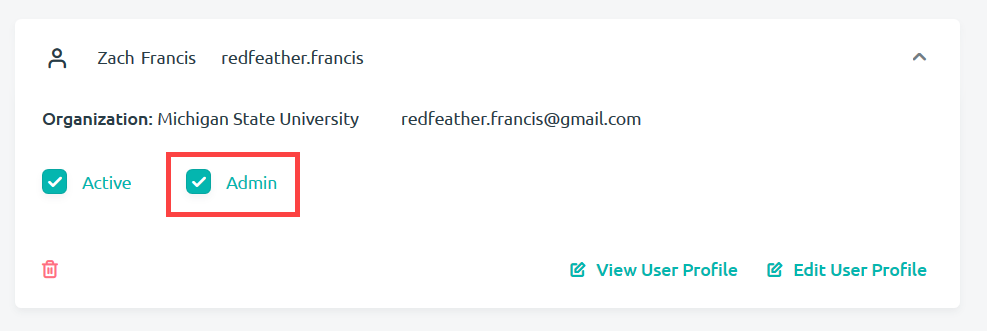 Zach Francis redfeather.francis
Organization: Michigan State University redfeather.francis@gmail.com
Active Admin
View User Profile Edit User Profile